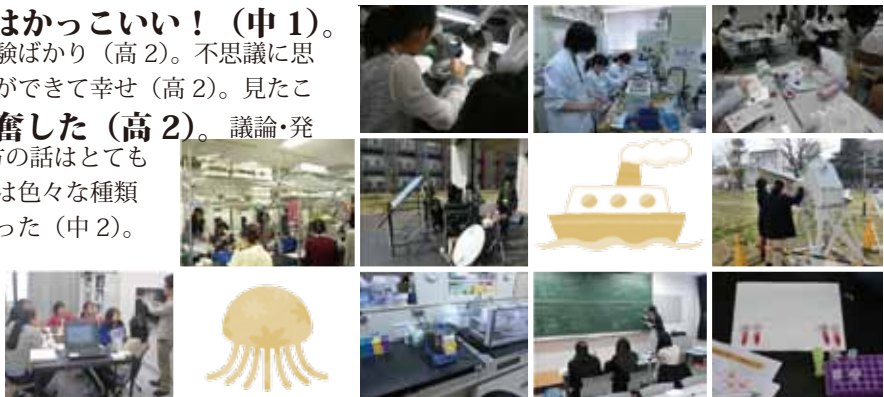 はかっこいい！（中 1）。
験ばかり（高 2）。不思議に思
ができて幸せ（高 2）。見たこ
奮した（高 2）。議論・発
の話はとても
は色々な種類
った（中 2）。